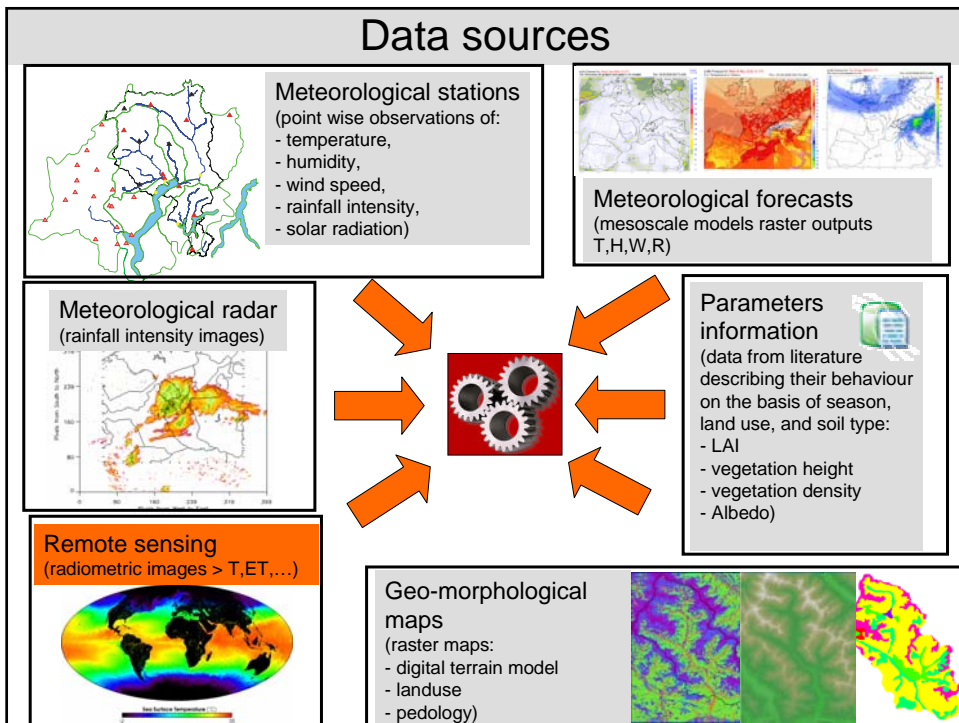 Data sources
Meteorological stations
(point wise observations of:
- temperature,
- humidity,
- wind speed,
- rainfall intensity,
- solar radiation)
Meteorological forecasts
(mesoscale models raster outputs
T,H,W,R)
Meteorological radar
(rainfall intensity images)
Parameters
information
(data from literature
describing their behaviour
on the basis of season,
land use, and soil type:
- LAI
- vegetation height
- vegetation density
- Albedo)
Remote sensing
(radiometric images > T,ET,…)
Sea Surface Temperature (°C)
Geo-morphological
maps
(raster maps:
- digital terrain model
- landuse
- pedology)